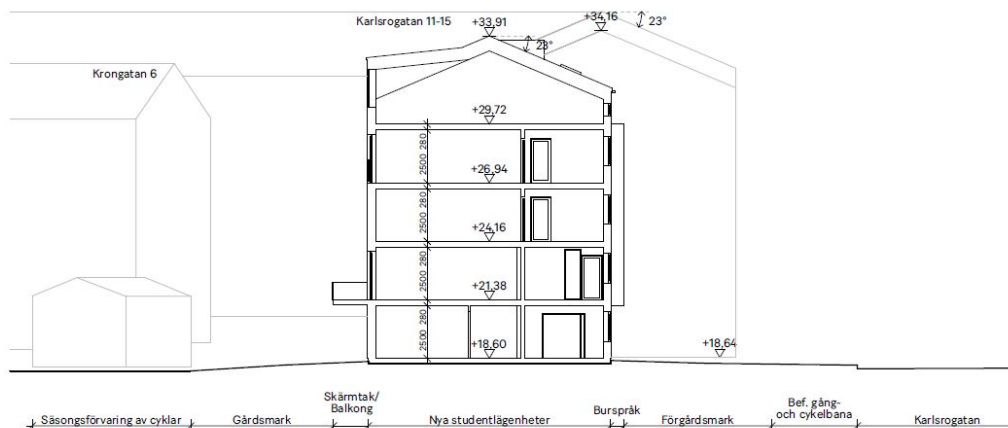 Karlsrogatan 11-15
+33,91
+34,16
23°
23°
Krongatan 6
+29,72
280
2500
+26,94
280
2500
+24,16
280
2500
+21,38
280
2500
+18,60
+18,64
Säsongsförvaring av cyklar
Gårdsmark
Skärmtak/
Balkong
Nya studentlägenheter
Burspråk
Förgårdsmark
Bef. gång-
och cykelbana
Karlsrogatan